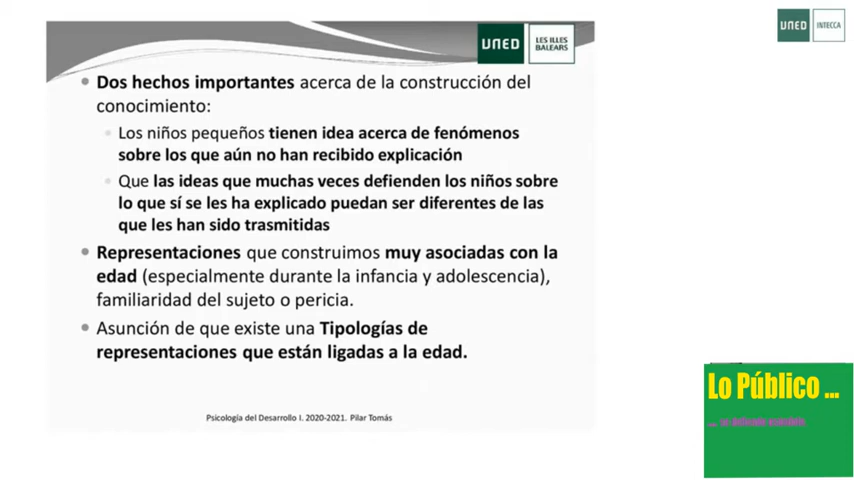 UNED
LES ILLES
BALEARS
UNED
INTECCA
Dos hechos importantes acerca de la construcción del
conocimiento:
Los niños pequeños tienen idea acerca de fenómenos
sobre los que aún no han recibido explicación
Que las ideas que muchas veces defienden los niños sobre
lo que sí se les ha explicado puedan ser diferentes de las
que les han sido trasmitidas
Representaciones que construimos muy asociadas con la
edad (especialmente durante la infancia y adolescencia),
familiaridad del sujeto o pericia.
Asunción de que existe una Tipologías de
representaciones que están ligadas a la edad.
Psicología del Desarrollo I. 2020-2021. Pilar Tomás
Lo Público ...